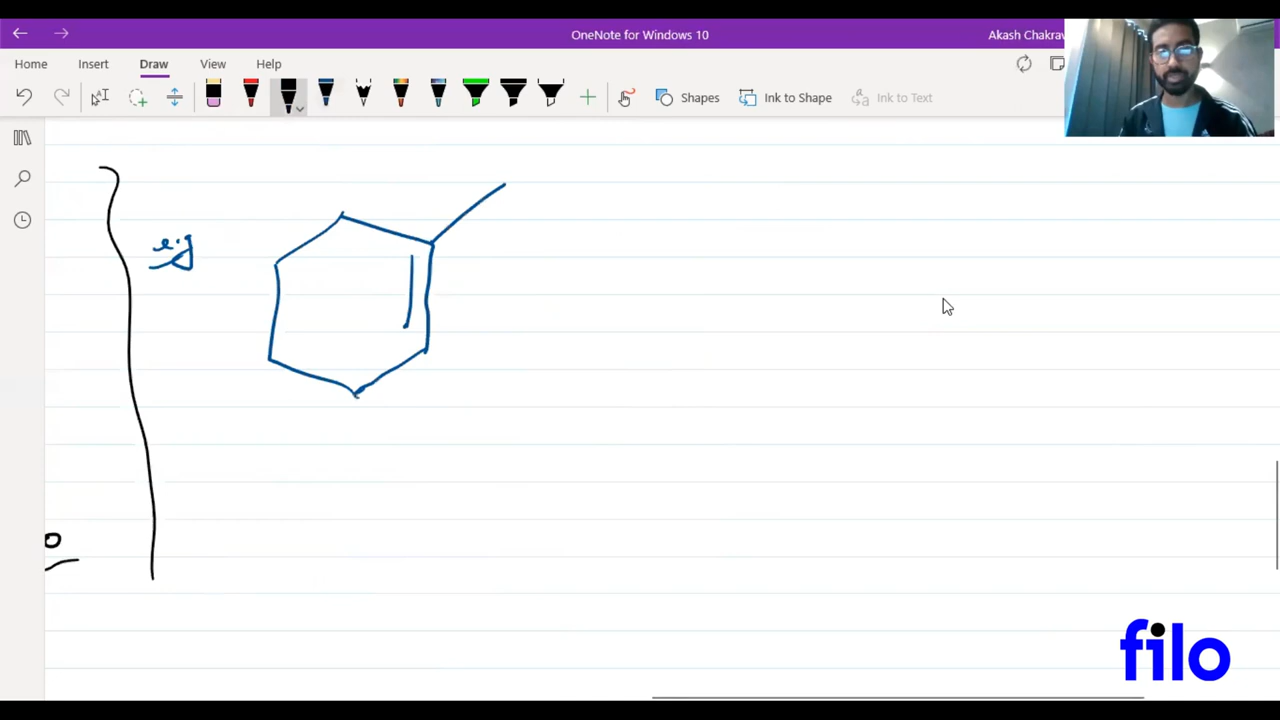 OneNote for Windows 10
Akash Chakrav
Home Insert Draw View Help
Shapes Ink to Shape Ink to Text
e.g
o
filo